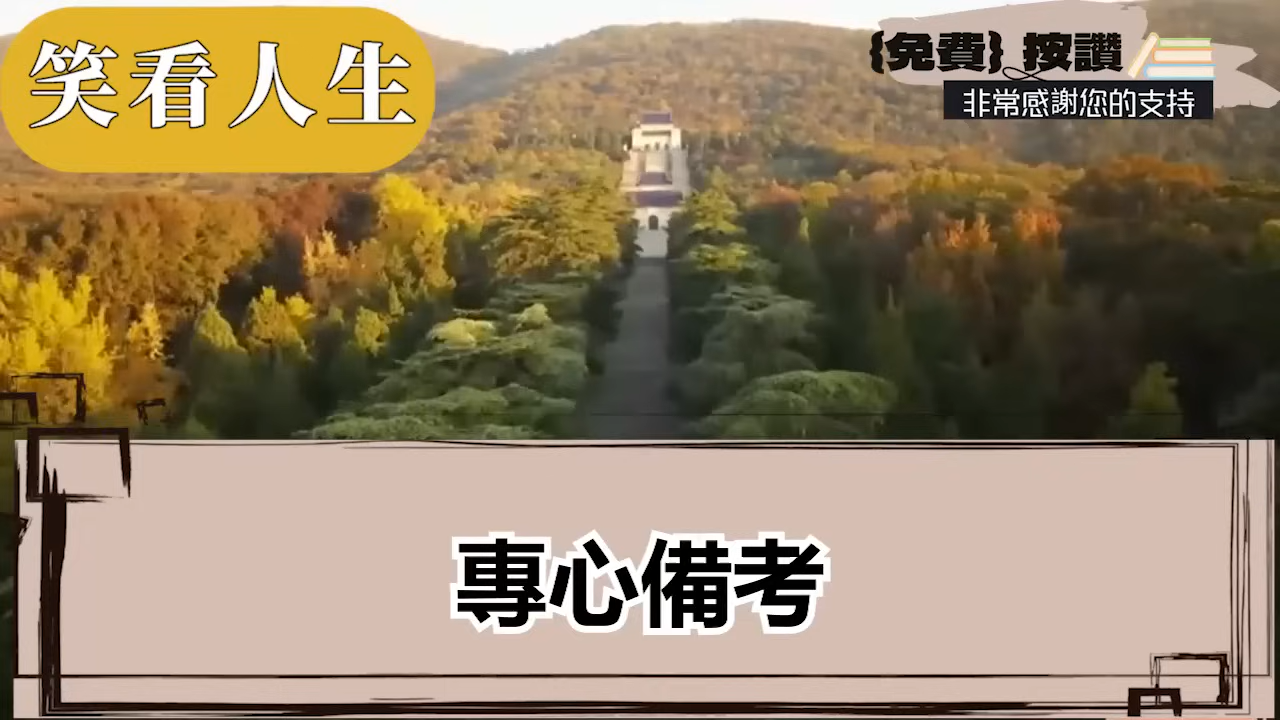 笑看人生
{免費} 按讚
非常感謝您的支持
專心備考